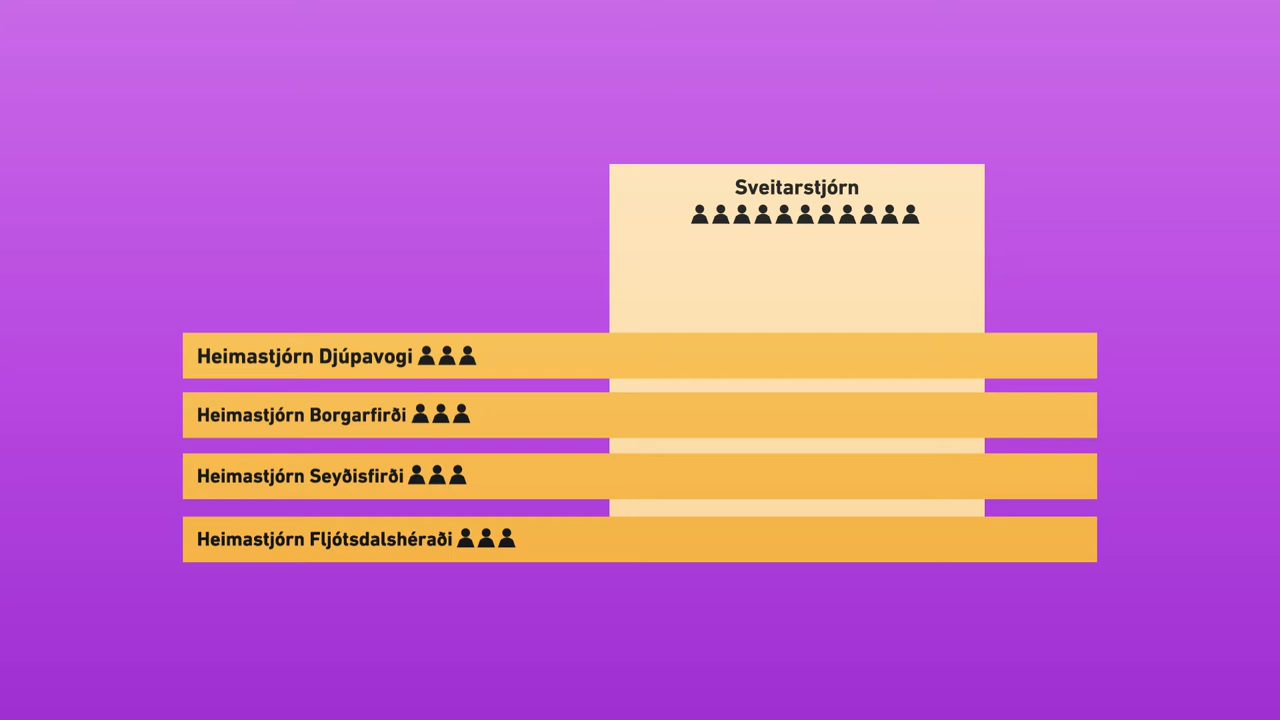 Sveitarstjórn
Heimastjórn Djúpavogi
Heimastjórn Borgarfirði
Heimastjórn Seyðisfirði
Heimastjórn Fljótsdalshéraði